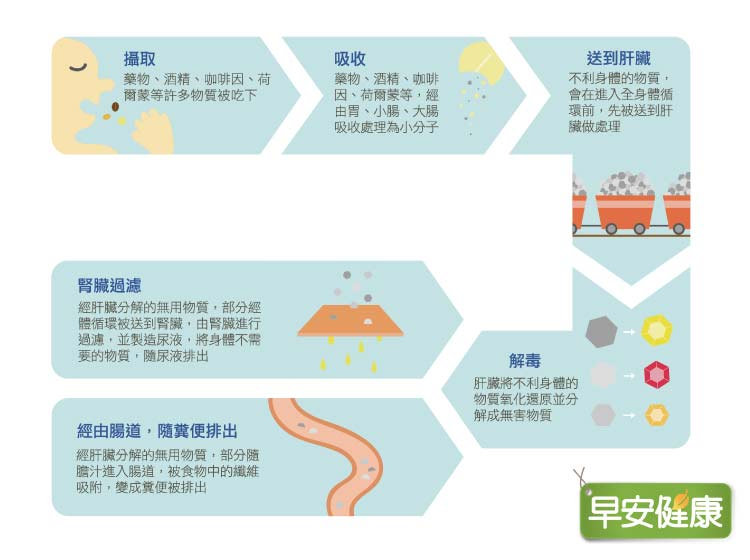 攝取
藥物、酒精、咖啡因、荷
爾蒙等許多物質被吃下
吸收
藥物、酒精、咖啡
因、荷爾蒙等，經
由胃、小腸、大腸
吸收處理為小分子
送到肝臟
不利身體的物質，
會在進入全身體循
環前，先被送到肝
臟做處理
解毒
肝臟將不利身體的
物質氧化還原並分
解成無害物質
腎臟過濾
經肝臟分解的無用物質，部分經
體循環被送到腎臟，由腎臟進行
過濾，並製造尿液，將身體不需
要的物質，隨尿液排出
經由腸道，隨糞便排出
經肝臟分解的無用物質，部分隨
膽汁進入腸道，被食物中的纖維
吸附，變成糞便被排出
早安健康